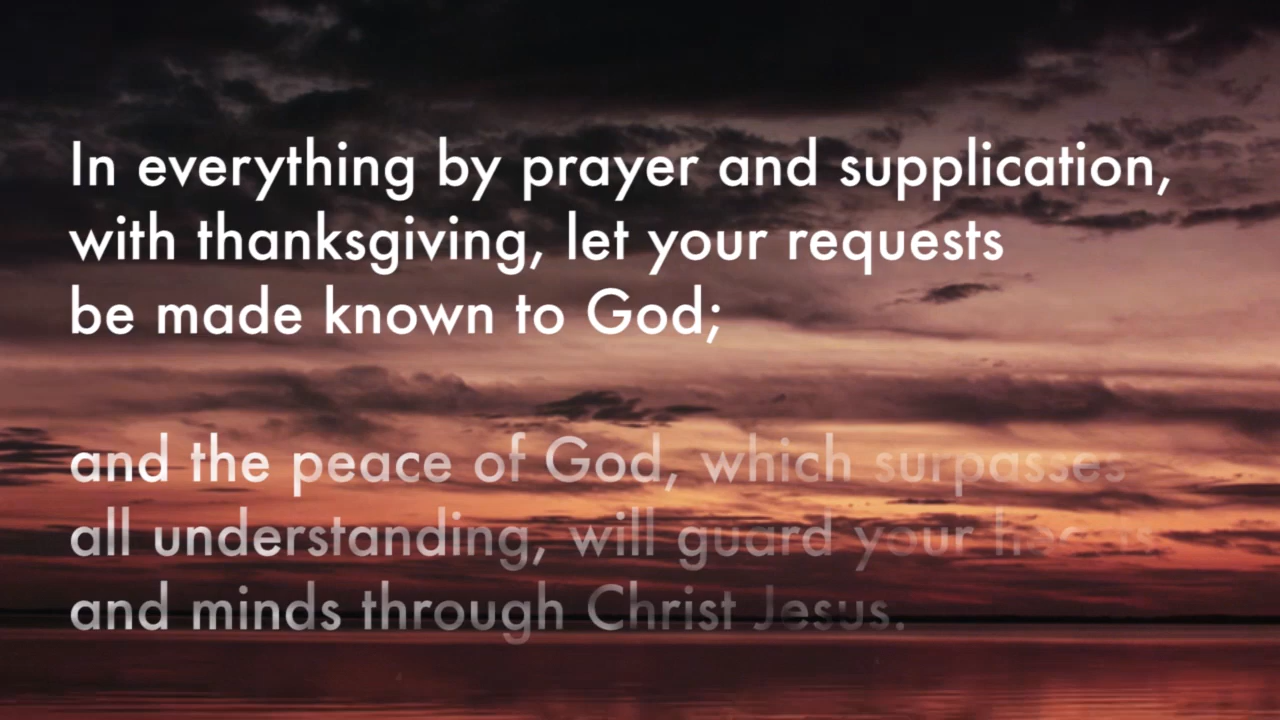 In everything by prayer and supplication,
with thanksgiving, let your requests
be made known to God;
and the peace of God, which surpasses
all understanding, will guard your hearts
and minds through Christ Jesus.